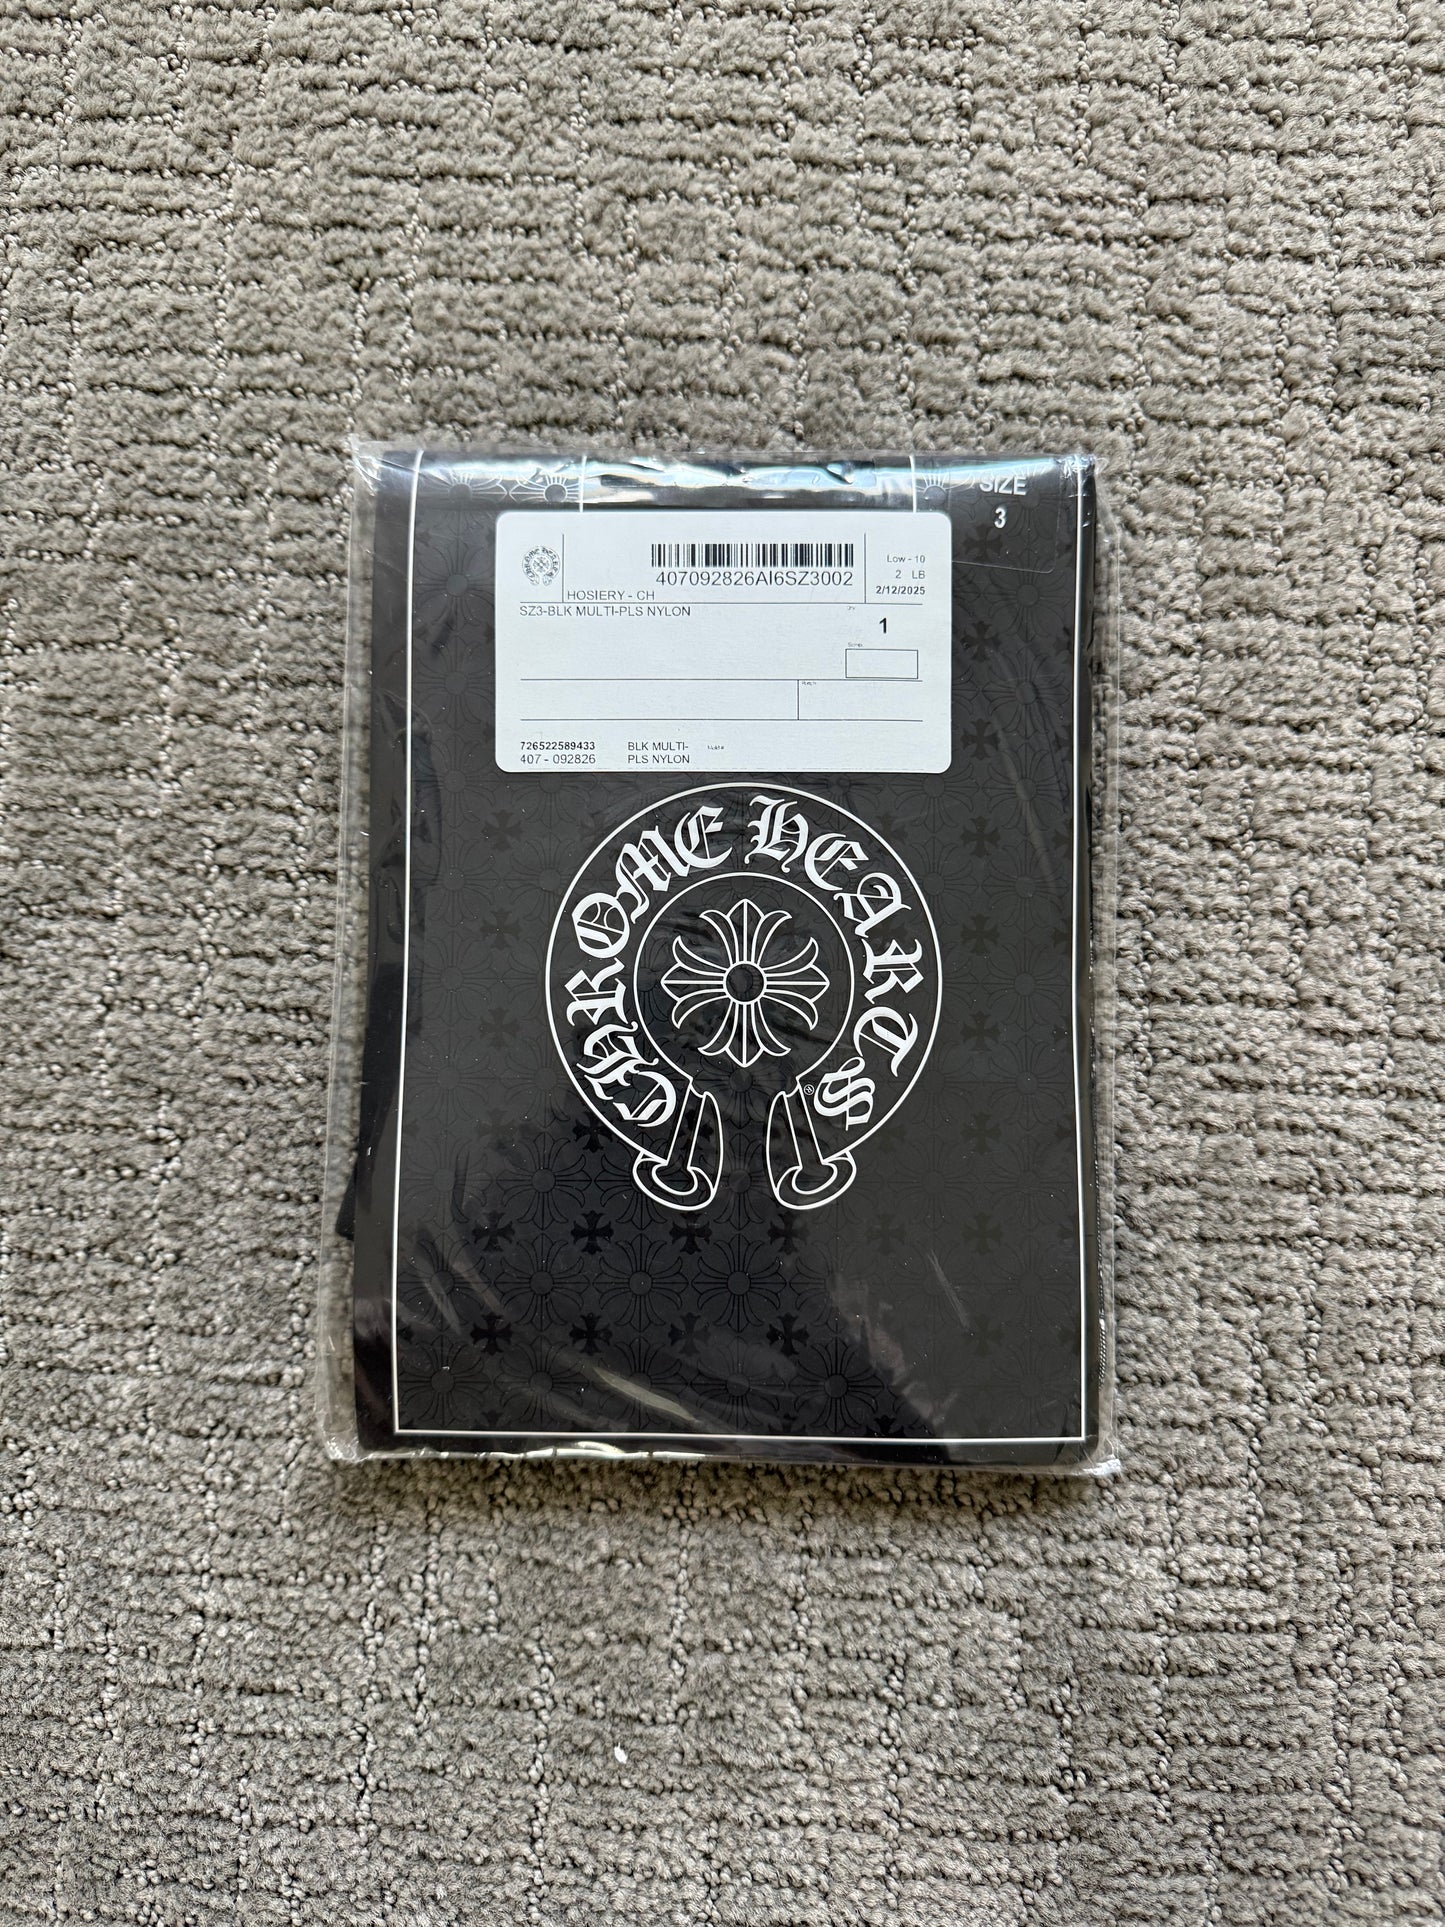 SIZE
3
407092826AI6SZ3002
Low - 10
2 LB
2/12/2025
HOSIERY - CH
SZ3-BLK MULTI-PLS NYLON
1
726522589433
407 - 092826
BLK MULTI-
PLS NYLON
CHROME HEARTS
®